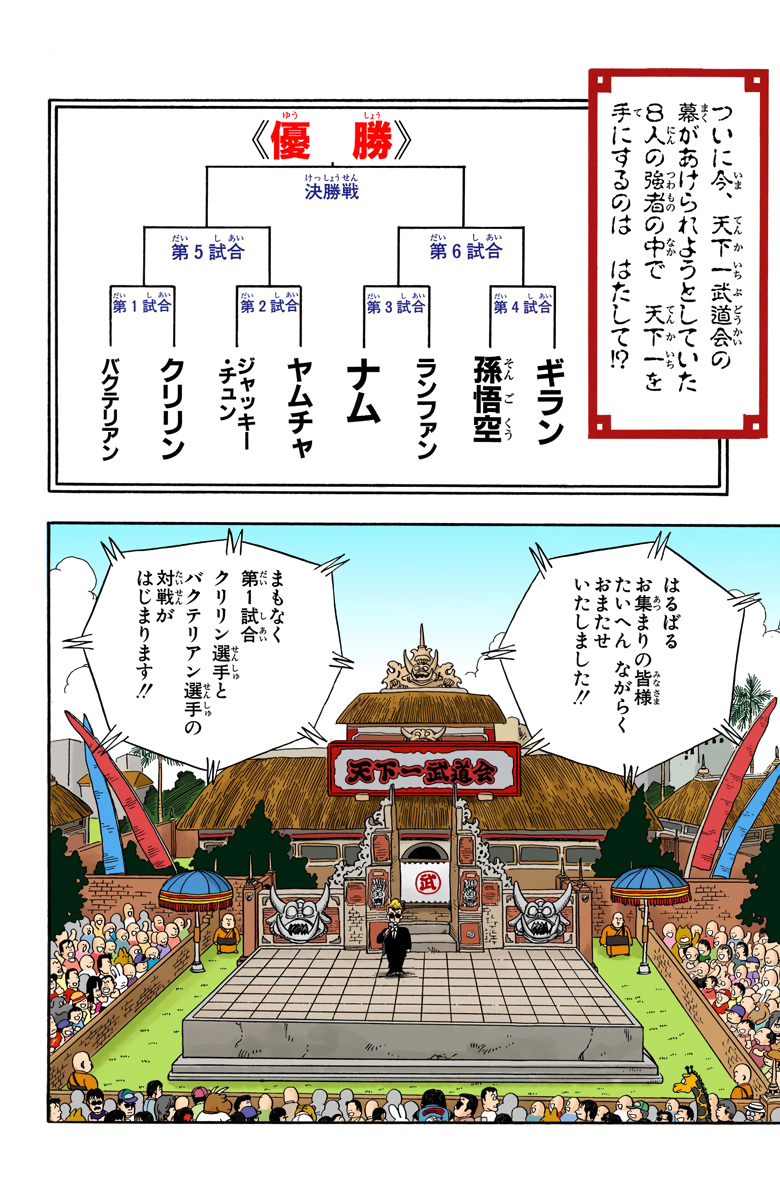 ついに今、天下一武道会の
幕があけられようとしていた
8人の強者の中で 天下一を
手にするのは はたして!?
《優勝》
決勝戦
第5試合
第6試合
第1試合
第2試合
第3試合
第4試合
ギラン
孫悟空
ランファン
ナム
ヤムチャ
ジャッキー
・チュン
クリリン
バクテリアン
はるばる
お集まりの皆様
たいへん ながらく
おまたせ
いたしました!!
まもなく
第1試合
クリリン選手と
バクテリアン選手の
対戦が
はじまります!!
天下一武道会
武